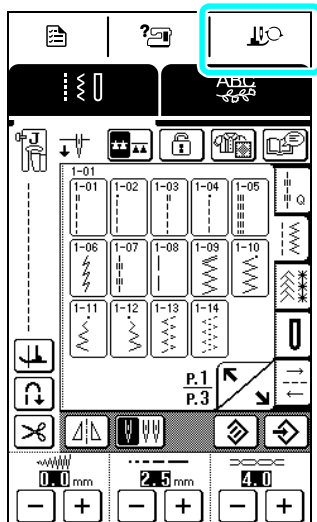 ?
ABC
J
1-01
1-01 1-02 1-03 1-04 1-05
Q
1-06 1-07 1-08 1-09 1-10
1-11 1-12 1-13 1-14
P.1
P.3
0.0 mm 2.5 mm 4.0
- + - + - +